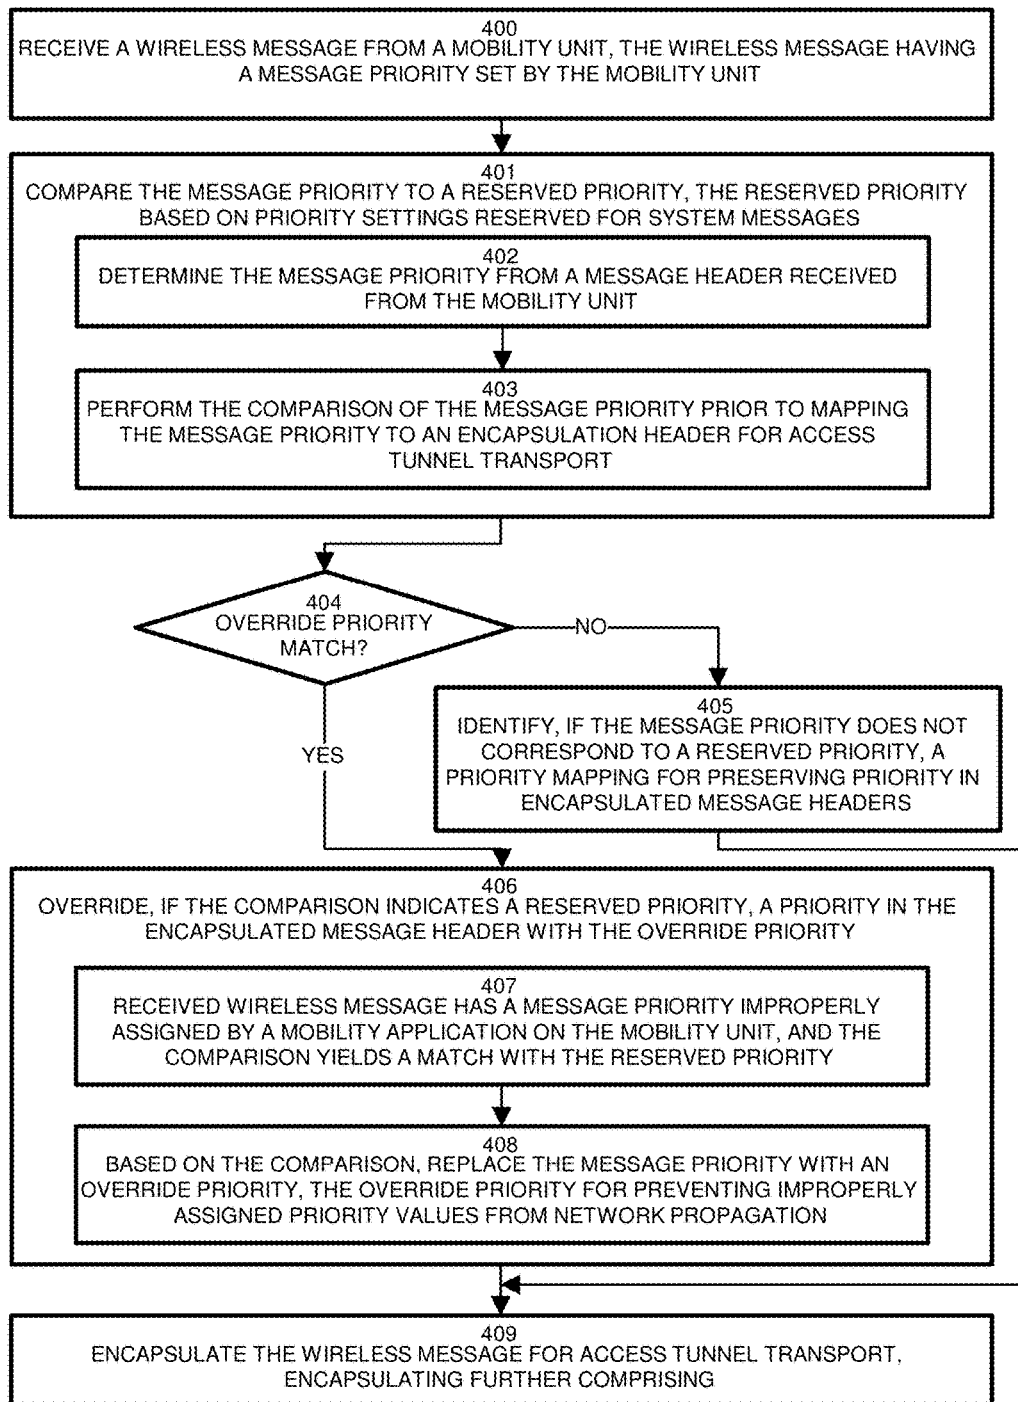 400
RECEIVE A WIRELESS MESSAGE FROM A MOBILITY UNIT, THE WIRELESS MESSAGE HAVING
A MESSAGE PRIORITY SET BY THE MOBILITY UNIT
401
COMPARE THE MESSAGE PRIORITY TO A RESERVED PRIORITY, THE RESERVED PRIORITY
BASED ON PRIORITY SETTINGS RESERVED FOR SYSTEM MESSAGES
402
DETERMINE THE MESSAGE PRIORITY FROM A MESSAGE HEADER RECEIVED
FROM THE MOBILITY UNIT
403
PERFORM THE COMPARISON OF THE MESSAGE PRIORITY PRIOR TO MAPPING
THE MESSAGE PRIORITY TO AN ENCAPSULATION HEADER FOR ACCESS
TUNNEL TRANSPORT
404
OVERRIDE PRIORITY
MATCH?
NO
YES
405
IDENTIFY, IF THE MESSAGE PRIORITY DOES NOT
CORRESPOND TO A RESERVED PRIORITY, A
PRIORITY MAPPING FOR PRESERVING PRIORITY IN
ENCAPSULATED MESSAGE HEADERS
406
OVERRIDE, IF THE COMPARISON INDICATES A RESERVED PRIORITY, A PRIORITY IN THE
ENCAPSULATED MESSAGE HEADER WITH THE OVERRIDE PRIORITY
407
RECEIVED WIRELESS MESSAGE HAS A MESSAGE PRIORITY IMPROPERLY
ASSIGNED BY A MOBILITY APPLICATION ON THE MOBILITY UNIT, AND THE
COMPARISON YIELDS A MATCH WITH THE RESERVED PRIORITY
408
BASED ON THE COMPARISON, REPLACE THE MESSAGE PRIORITY WITH AN
OVERRIDE PRIORITY, THE OVERRIDE PRIORITY FOR PREVENTING IMPROPERLY
ASSIGNED PRIORITY VALUES FROM NETWORK PROPAGATION
409
ENCAPSULATE THE WIRELESS MESSAGE FOR ACCESS TUNNEL TRANSPORT,
ENCAPSULATING FURTHER COMPRISING